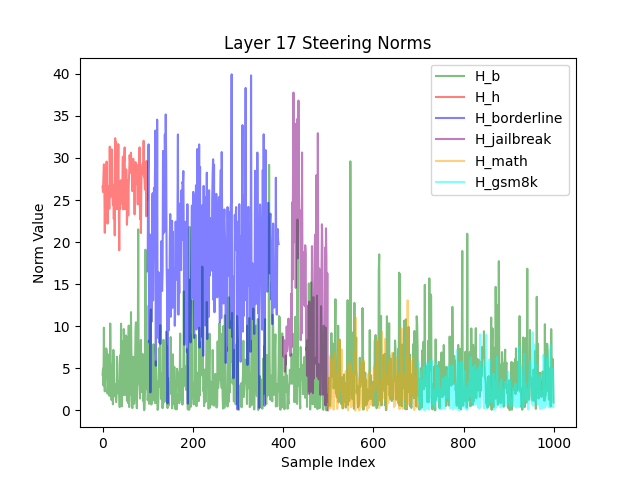 Layer 17 Steering Norms
Norm Value
40
35
30
25
20
15
10
5
0
H_b
H_h
H_borderline
H_jailbreak
H_math
H_gsm8k
0 200 400 600 800 1000
Sample Index